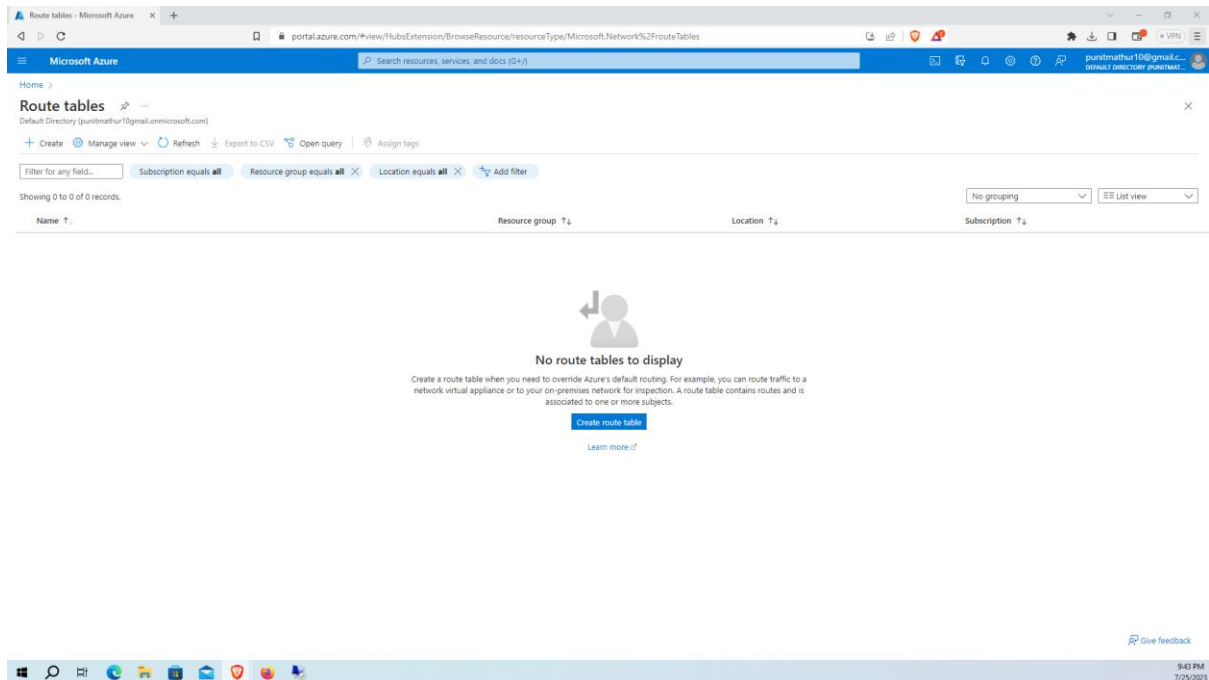 Route tables - Microsoft Azure
portal.azure.com/#view/HubsExtension/BrowseResource/resourceType/Microsoft.Network%2FrouteTables
VPN
Microsoft Azure
Search resources, services, and docs (G+/)
punitmathur10@gmail.c...
DEFAULT DIRECTORY (PUNITMAT...
Home >
Route tables
Default Directory (punitmathur10gmail.onmicrosoft.com)
Create Manage view Refresh Export to CSV Open query Assign tags
Filter for any field... Subscription equals all Resource group equals all Location equals all Add filter
Showing 0 to 0 of 0 records.
No grouping List view
Name Resource group Location Subscription
No route tables to display
Create a route table when you need to override Azure's default routing. For example, you can route traffic to a
network virtual appliance or to your on-premises network for inspection. A route table contains routes and is
associated to one or more subjects.
Create route table
Learn more
Give feedback
9:43 PM
7/25/2023